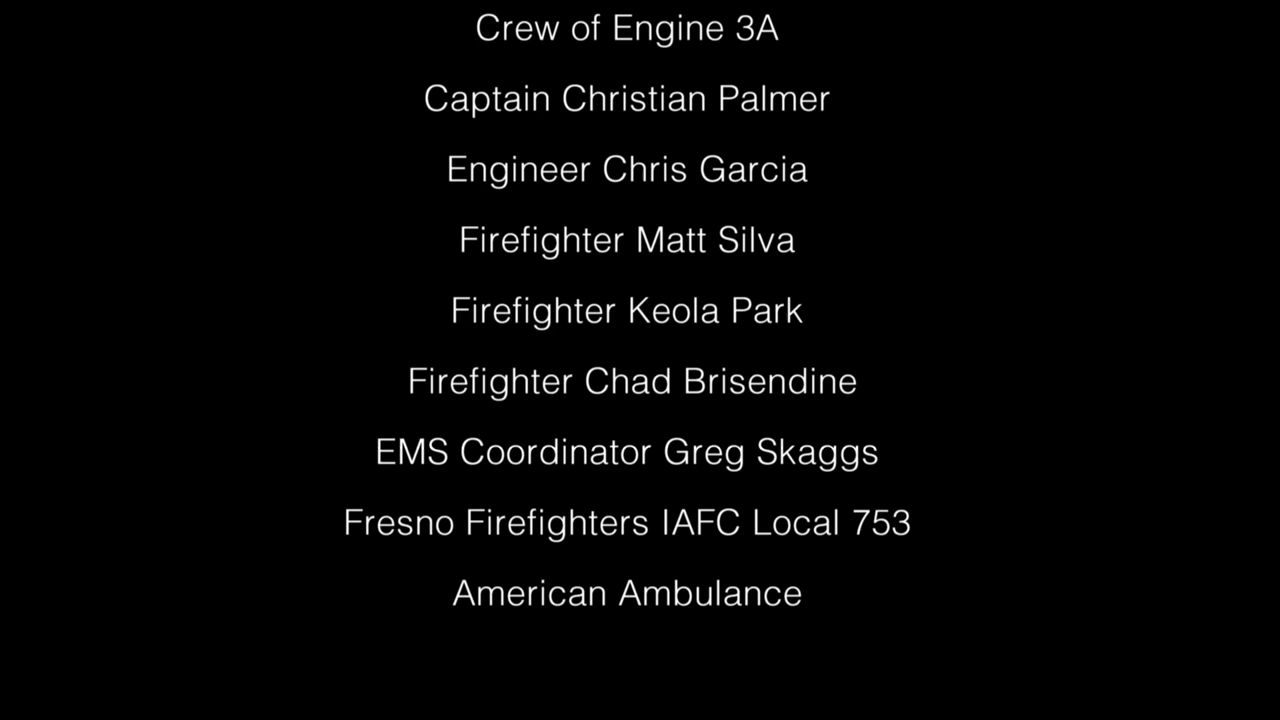 Crew of Engine 3A
Captain Christian Palmer
Engineer Chris Garcia
Firefighter Matt Silva
Firefighter Keola Park
Firefighter Chad Brisendine
EMS Coordinator Greg Skaggs
Fresno Firefighters IAFC Local 753
American Ambulance